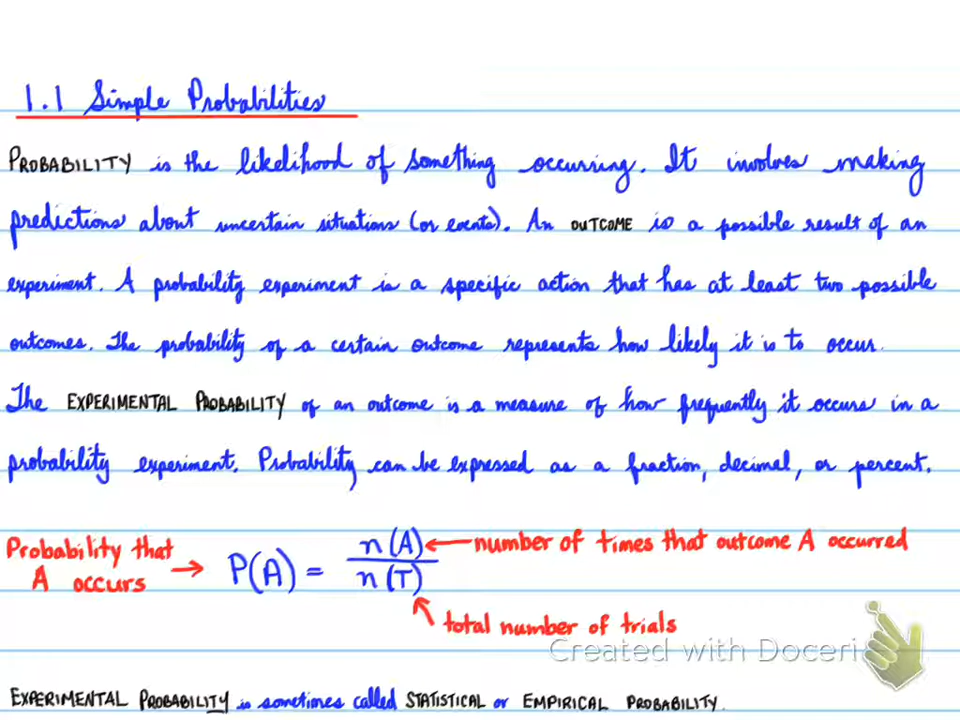 1.1 Simple Probabilities
PROBABILITY is the likelihood of something occurring. It involves making
predictions about uncertain situations (or events). An OUTCOME is a possible result of an
experiment. A probability experiment is a specific action that has at least two possible
outcomes. The probability of a certain outcome represents how likely it is to occur.
The EXPERIMENTAL PROBABILITY of an outcome is a measure of how frequently it occurs in a
probability experiment. Probability can be expressed as a fraction, decimal, or percent.
Probability that
A occurs → P(A) = n(A)/n(T) ← number of times that outcome A occurred
total number of trials
Created with Doceri
EXPERIMENTAL PROBABILITY is sometimes called STATISTICAL or EMPIRICAL PROBABILITY.